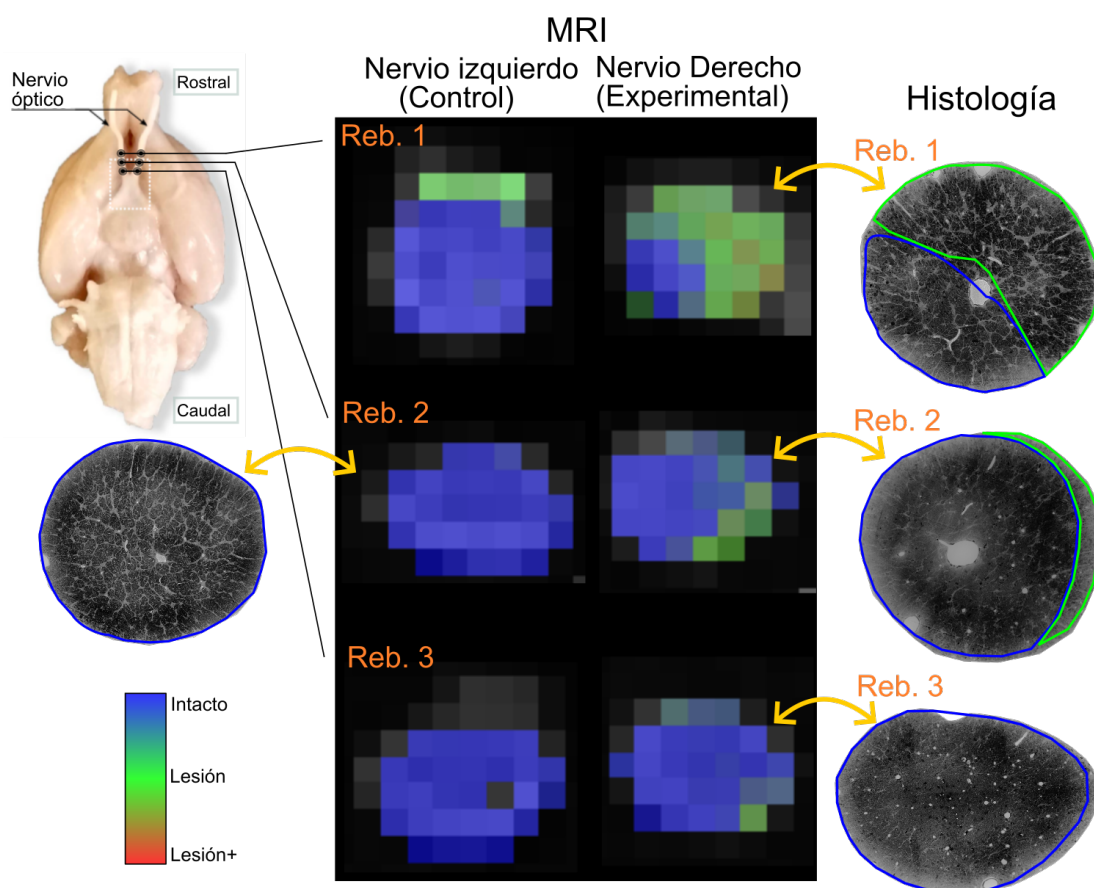 MRI
Nervio izquierdo
(Control)
Nervio Derecho
(Experimental)
Histología
Nervio
óptico
Rostral
Caudal
Reb. 1
Reb. 1
Reb. 2
Reb. 2
Reb. 3
Reb. 3
Intacto
Lesión
Lesión+